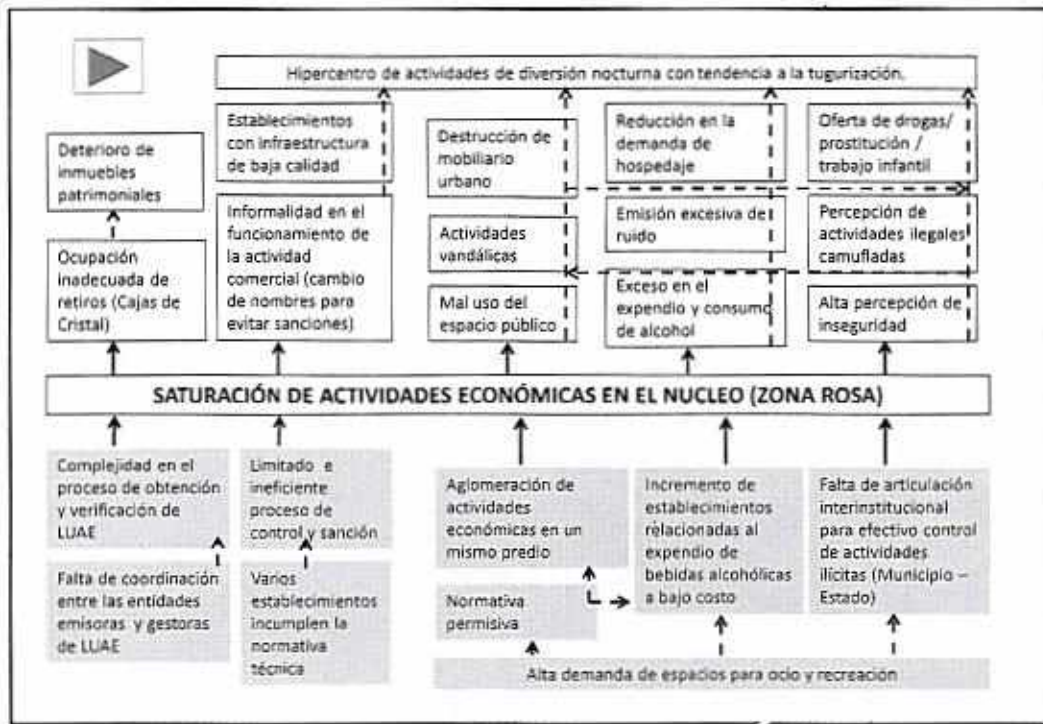 Hipercentro de actividades de diversión nocturna con tendencia a la tugurización.
Deterioro de
inmuebles
patrimoniales
Establecimientos
con infraestructura
de baja calidad
Destrucción de
mobiliario
urbano
Reducción en la
demanda de
hospedaje
Oferta de drogas/
prostitución /
trabajo infantil
Ocupación
inadecuada de
retiros (Cajas de
Cristal)
Informalidad en el
funcionamiento de
la actividad
comercial (cambio
de nombres para
evitar sanciones)
Actividades
vandálicas
Emisión excesiva de
ruido
Percepción de
actividades ilegales
camufladas
Mal uso del
espacio público
Exceso en el
expendio y consumo
de alcohol
Alta percepción de
inseguridad
SATURACIÓN DE ACTIVIDADES ECONÓMICAS EN EL NUCLEO (ZONA ROSA)
Complejidad en el
proceso de obtención
y verificación de
LUAE
Limitado e
ineficiente
proceso de
control y sanción
Aglomeración de
actividades
económicas en un
mismo predio
Incremento de
establecimientos
relacionadas al
expendio de
bebidas alcohólicas
a bajo costo
Falta de articulación
interinstitucional
para efectivo control
de actividades
ilícitas (Municipio –
Estado)
Falta de coordinación
entre las entidades
emisoras y gestoras
de LUAE
Varios
establecimientos
incumplen la
normativa
técnica
Normativa
permisiva
Alta demanda de espacios para ocio y recreación